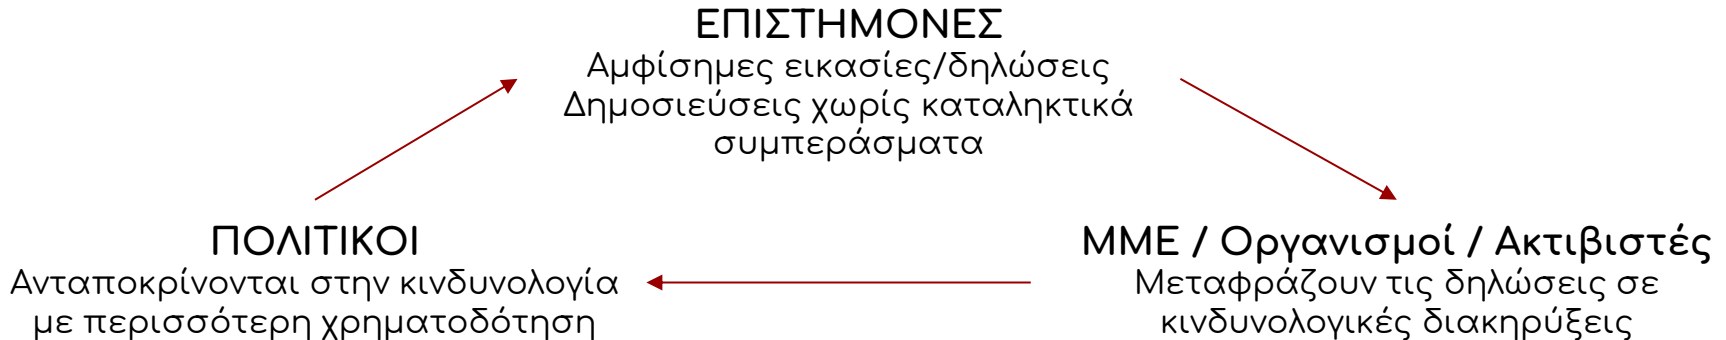 ΕΠΙΣΤΗΜΟΝΕΣ
Αμφίσημες εικασίες/δηλώσεις
Δημοσιεύσεις χωρίς καταληκτικά
συμπεράσματα
ΠΟΛΙΤΙΚΟΙ
Ανταποκρίνονται στην κινδυνολογία
με περισσότερη χρηματοδότηση
ΜΜΕ / Οργανισμοί / Ακτιβιστές
Μεταφράζουν τις δηλώσεις σε
κινδυνολογικές διακηρύξεις